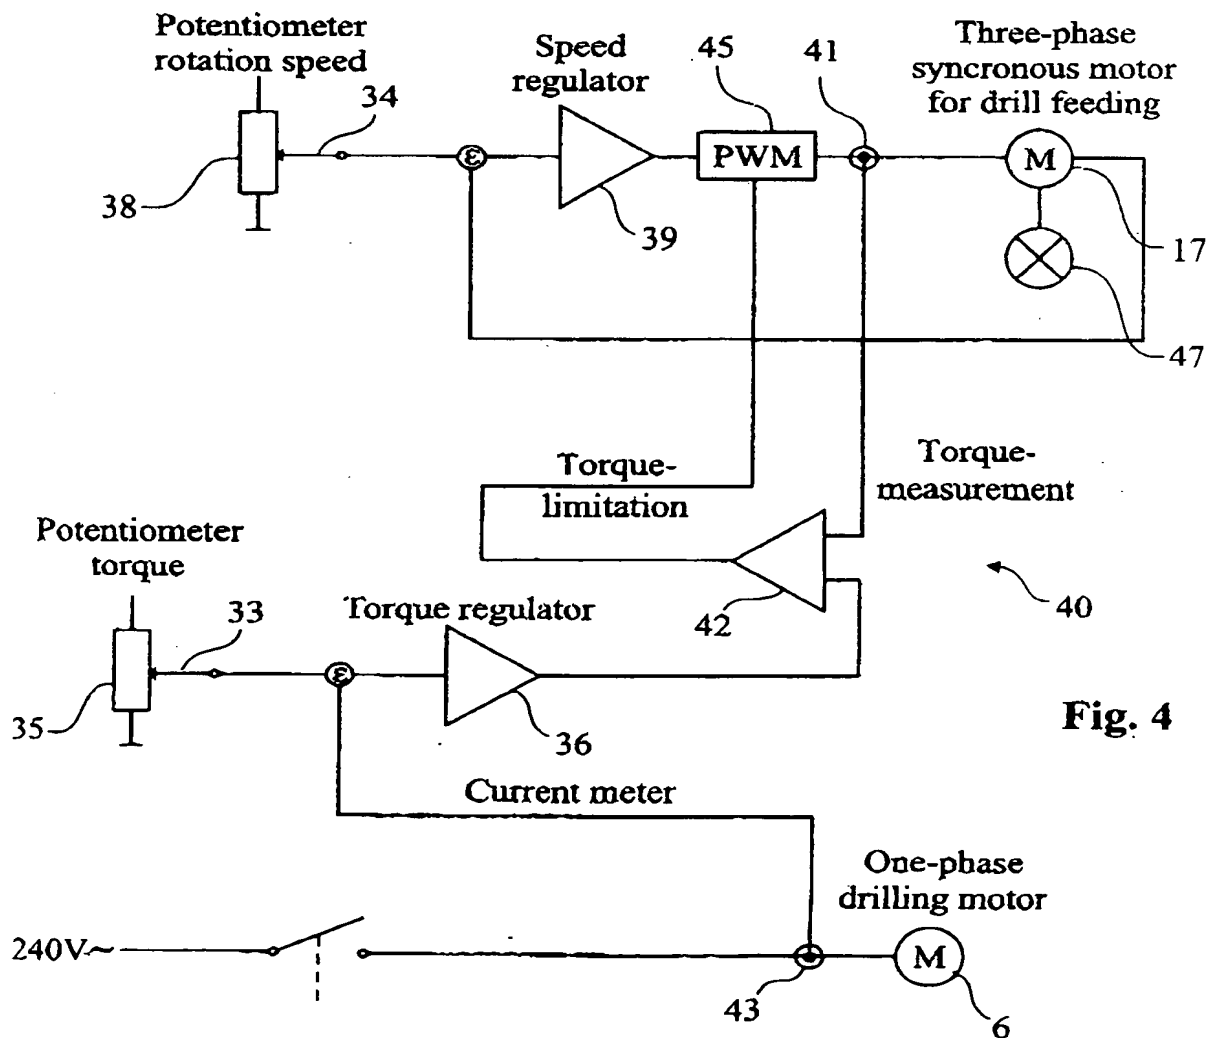 Potentiometer
rotation speed
34
38
Speed
regulator
39
45
PWM
41
Three-phase
syncronous motor
for drill feeding
M
17
47
Torque-
limitation
Torque-
measurement
42
40
Potentiometer
torque
33
35
Torque regulator
36
ε
ε
Fig. 4
Current meter
One-phase
drilling motor
240V~
43
M
6